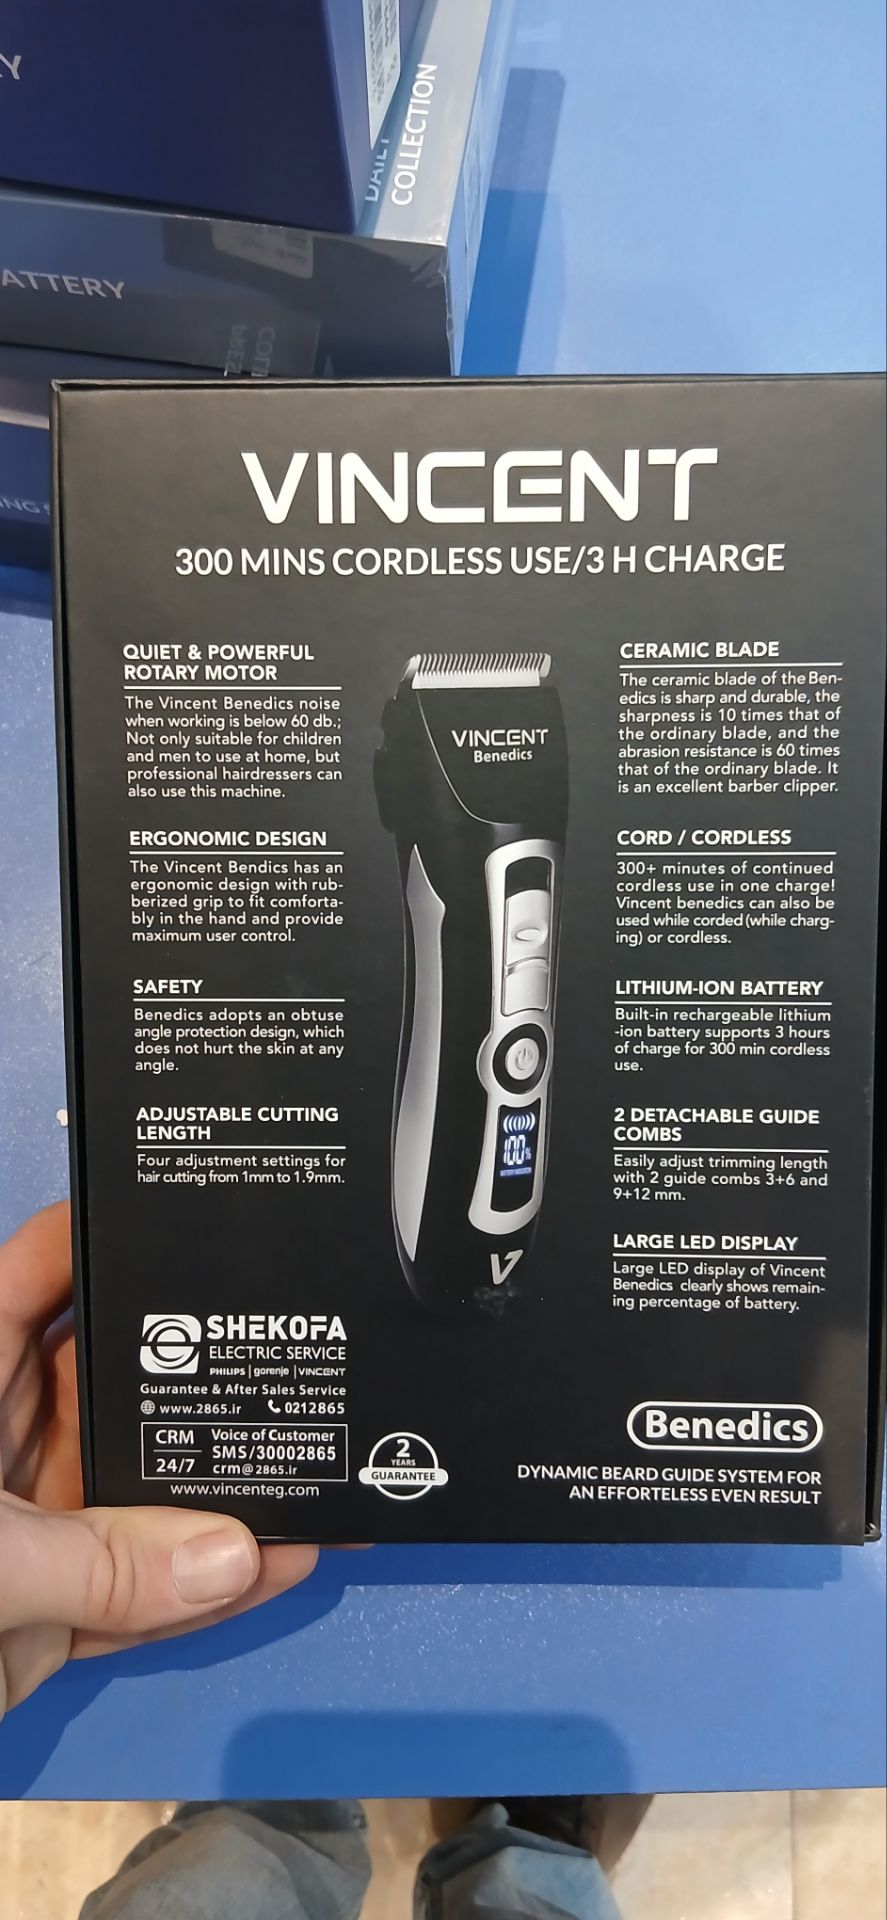 DAILY
COLLECTION
ATTERY
VINCENT
300 MINS CORDLESS USE/3 H CHARGE
QUIET & POWERFUL
ROTARY MOTOR
The Vincent Benedics noise
when working is below 60 db.;
Not only suitable for children
and men to use at home, but
professional hairdressers can
also use this machine.
ERGONOMIC DESIGN
The Vincent Bendics has an
ergonomic design with rub-
berized grip to fit comforta-
bly in the hand and provide
maximum user control.
SAFETY
Benedics adopts an obtuse
angle protection design, which
does not hurt the skin at any
angle.
ADJUSTABLE CUTTING
LENGTH
Four adjustment settings for
hair cutting from 1mm to 1.9mm.
VINCENT
Benedics
100%
BATTERY INDICATOR
V
CERAMIC BLADE
The ceramic blade of the Ben-
edics is sharp and durable, the
sharpness is 10 times that of
the ordinary blade, and the
abrasion resistance is 60 times
that of the ordinary blade. It
is an excellent barber clipper.
CORD / CORDLESS
300+ minutes of continued
cordless use in one charge!
Vincent benedics can also be
used while corded (while charg-
ing) or cordless.
LITHIUM-ION BATTERY
Built-in rechargeable lithium
-ion battery supports 3 hours
of charge for 300 min cordless
use.
2 DETACHABLE GUIDE
COMBS
Easily adjust trimming length
with 2 guide combs 3+6 and
9+12 mm.
LARGE LED DISPLAY
Large LED display of Vincent
Benedics clearly shows remain-
ing percentage of battery.
SHEKOFA
ELECTRIC SERVICE
PHILIPS | gorenje | VINCENT
Guarantee & After Sales Service
www.2865.ir 0212865
CRM Voice of Customer
SMS/30002865
24/7 crm@2865.ir
www.vincenteg.com
2
YEARS
GUARANTEE
Benedics
DYNAMIC BEARD GUIDE SYSTEM FOR
AN EFFORTELESS EVEN RESULT